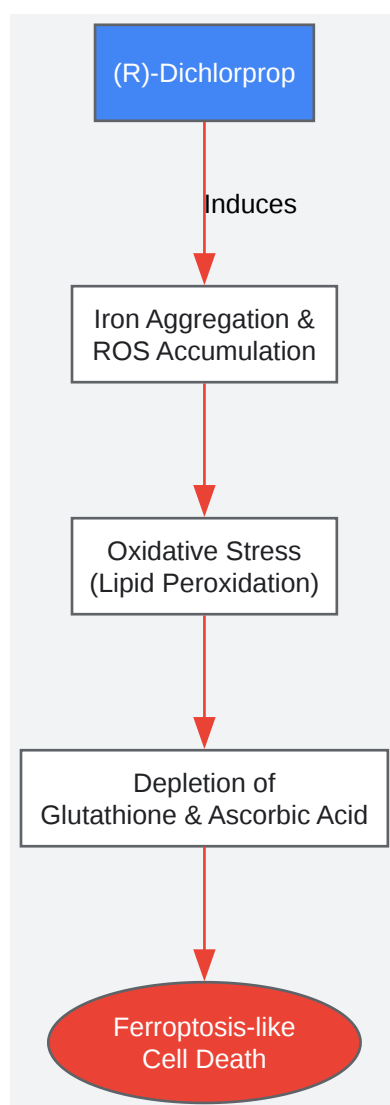 (R)-Dichlorprop
Induces
Iron Aggregation &
ROS Accumulation
Oxidative Stress
(Lipid Peroxidation)
Depletion of
Glutathione & Ascorbic Acid
Ferroptosis-like
Cell Death